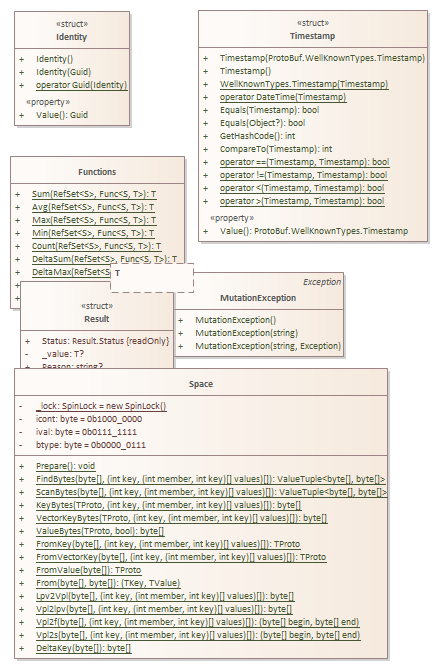 «struct»
Identity
+ Identity()
+ Identity(Guid)
+ operator Guid(Identity)
«property»
+ Value(): Guid
«struct»
Timestamp
+ Timestamp(ProtoBuf.WellKnownTypes.Timestamp)
+ Timestamp()
+ WellKnownTypes.Timestamp(Timestamp)
+ operator DateTime(Timestamp)
+ Equals(Timestamp): bool
+ Equals(Object?): bool
+ GetHashCode(): int
+ CompareTo(Timestamp): int
+ operator ==(Timestamp, Timestamp): bool
+ operator !=(Timestamp, Timestamp): bool
+ operator <(Timestamp, Timestamp): bool
+ operator >(Timestamp, Timestamp): bool
«property»
+ Value(): ProtoBuf.WellKnownTypes.Timestamp
Functions
+ Sum(RefSet<S>, Func<S, T>): T
+ Avg(RefSet<S>, Func<S, T>): T
+ Max(RefSet<S>, Func<S, T>): T
+ Min(RefSet<S>, Func<S, T>): T
+ Count(RefSet<S>, Func<S, T>): T
+ DeltaSum(RefSet<S>, Func<S, T>): T
+ DeltaMax(RefSet<S
+
+
T
«struct»
Result
+ Status: Result.Status {readOnly}
- _value: T?
+ Reason: string?
Exception
MutationException
+ MutationException()
+ MutationException(string)
+ MutationException(string, Exception)
Space
- _lock: SpinLock = new SpinLock()
- icont: byte = 0b1000_0000
- ival: byte = 0b0111_1111
- btype: byte = 0b0000_0111
+ Prepare(): void
+ FindBytes(byte[], (int key, (int member, int key)[] values)[]): ValueTuple<byte[], byte[]>
+ ScanBytes(byte[], (int key, (int member, int key)[] values)[]): ValueTuple<byte[], byte[]>
+ KeyBytes(TProto, (int key, (int member, int key)[] values)[]): byte[]
+ VectorKeyBytes(TProto, (int key, (int member, int key)[] values)[]): byte[]
+ ValueBytes(TProto, bool): byte[]
+ FromKey(byte[], (int key, (int member, int key)[] values)[]): TProto
+ FromVectorKey(byte[], (int key, (int member, int key)[] values)[]): TProto
+ FromValue(byte[]): TProto
+ From(byte[], byte[]): (TKey, TValue)
+ Lpv2Vpl(byte[], (int key, (int member, int key)[] values)[]): byte[]
+ Vpl2lpv(byte[], (int key, (int member, int key)[] values)[]): byte[]
+ Vpl2f(byte[], (int key, (int member, int key)[] values)[]): (byte[] begin, byte[] end)
+ Vpl2s(byte[], (int key, (int member, int key)[] values)[]): (byte[] begin, byte[] end)
+ DeltaKey(byte[]): byte[]